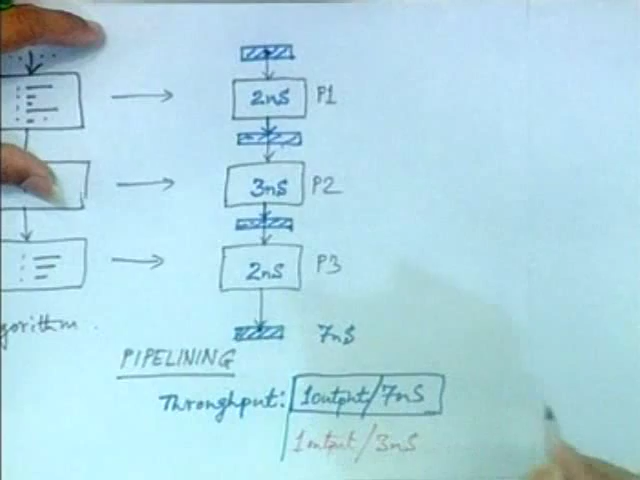 2nS P1
3nS P2
2nS P3
gorithm.
7nS
PIPELINING
Throughput: 1output/7nS
1output/3nS